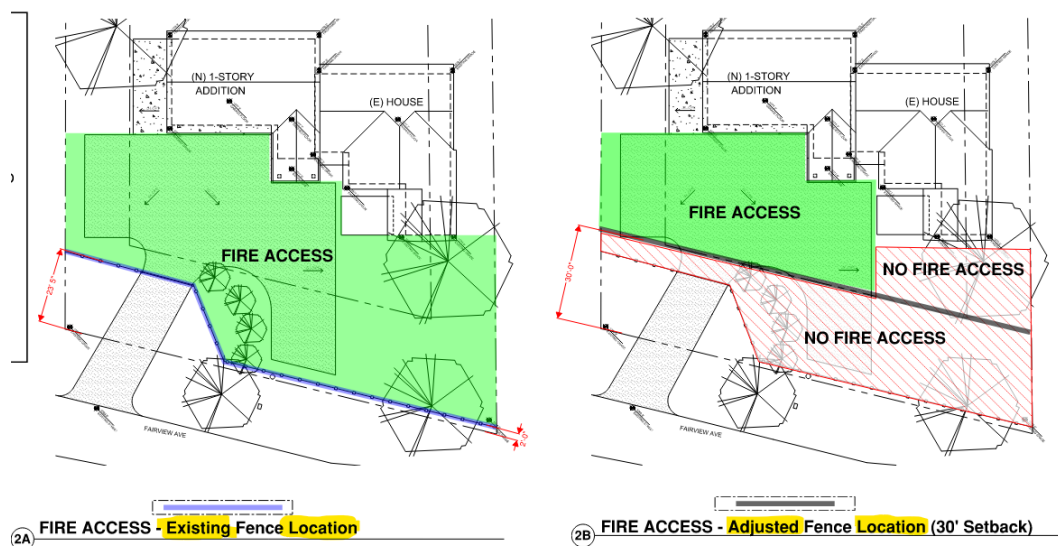 (N) 1-STORY
ADDITION
(E) HOUSE
FIRE ACCESS
23' 5"
2'-0"
FAIRVIEW AVE
2A FIRE ACCESS - Existing Fence Location
(N) 1-STORY
ADDITION
(E) HOUSE
FIRE ACCESS
NO FIRE ACCESS
30'-0"
NO FIRE ACCESS
FAIRVIEW AVE
2B FIRE ACCESS - Adjusted Fence Location (30' Setback)